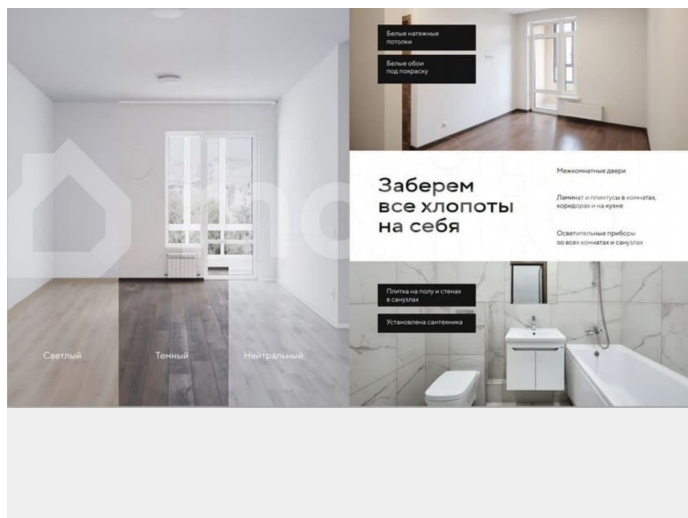 Светлый
Темный
Нейтральный
Белые натяжные
потолки
Белые обои
под покраску
Заберем
все хлопоты
на себя
Межкомнатные двери
Ламинат и плинтусы в комнатах,
коридорах и на кухне
Осветительные приборы
во всех комнатах и санузлах
Плитка на полу и стенах
в санузлах
Установлена сантехника